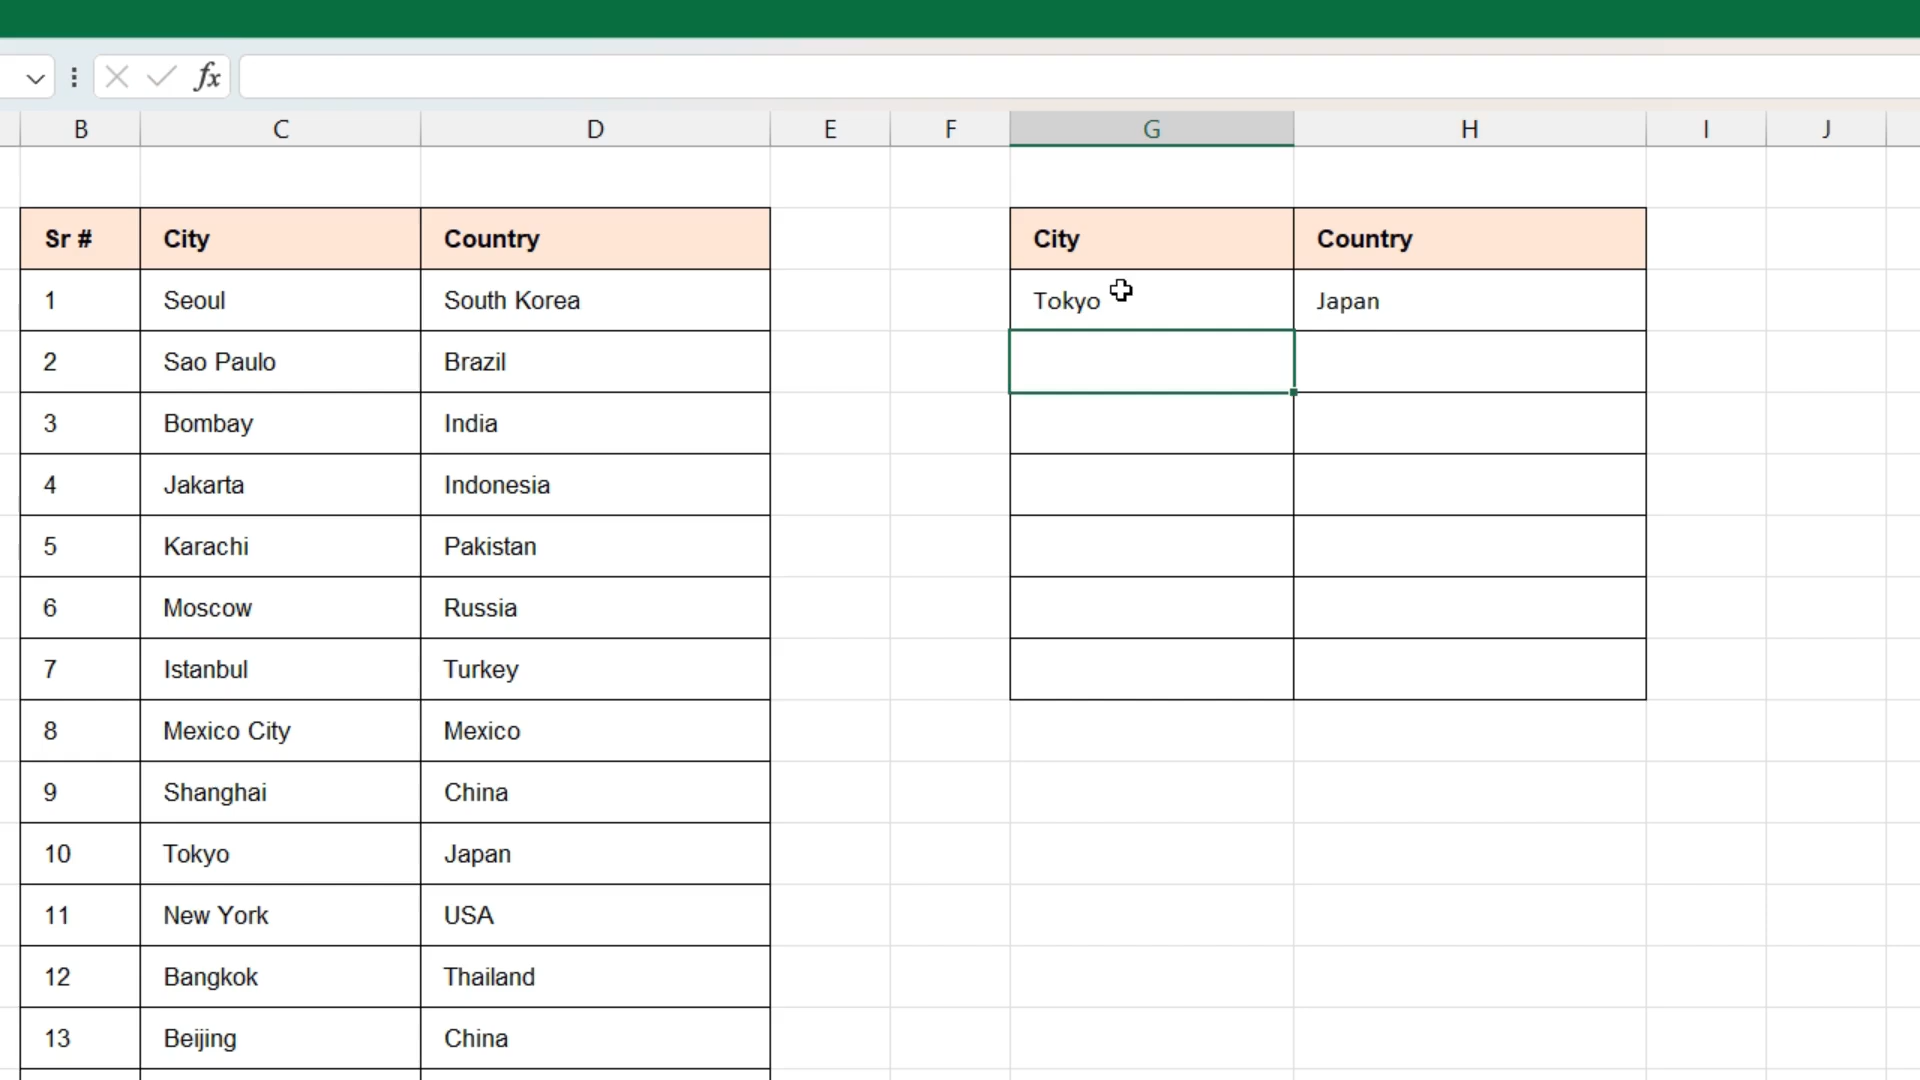 fx
B C D E F G H I J
Sr # City Country City Country
1 Seoul South Korea Tokyo Japan
2 Sao Paulo Brazil
3 Bombay India
4 Jakarta Indonesia
5 Karachi Pakistan
6 Moscow Russia
7 Istanbul Turkey
8 Mexico City Mexico
9 Shanghai China
10 Tokyo Japan
11 New York USA
12 Bangkok Thailand
13 Beijing China